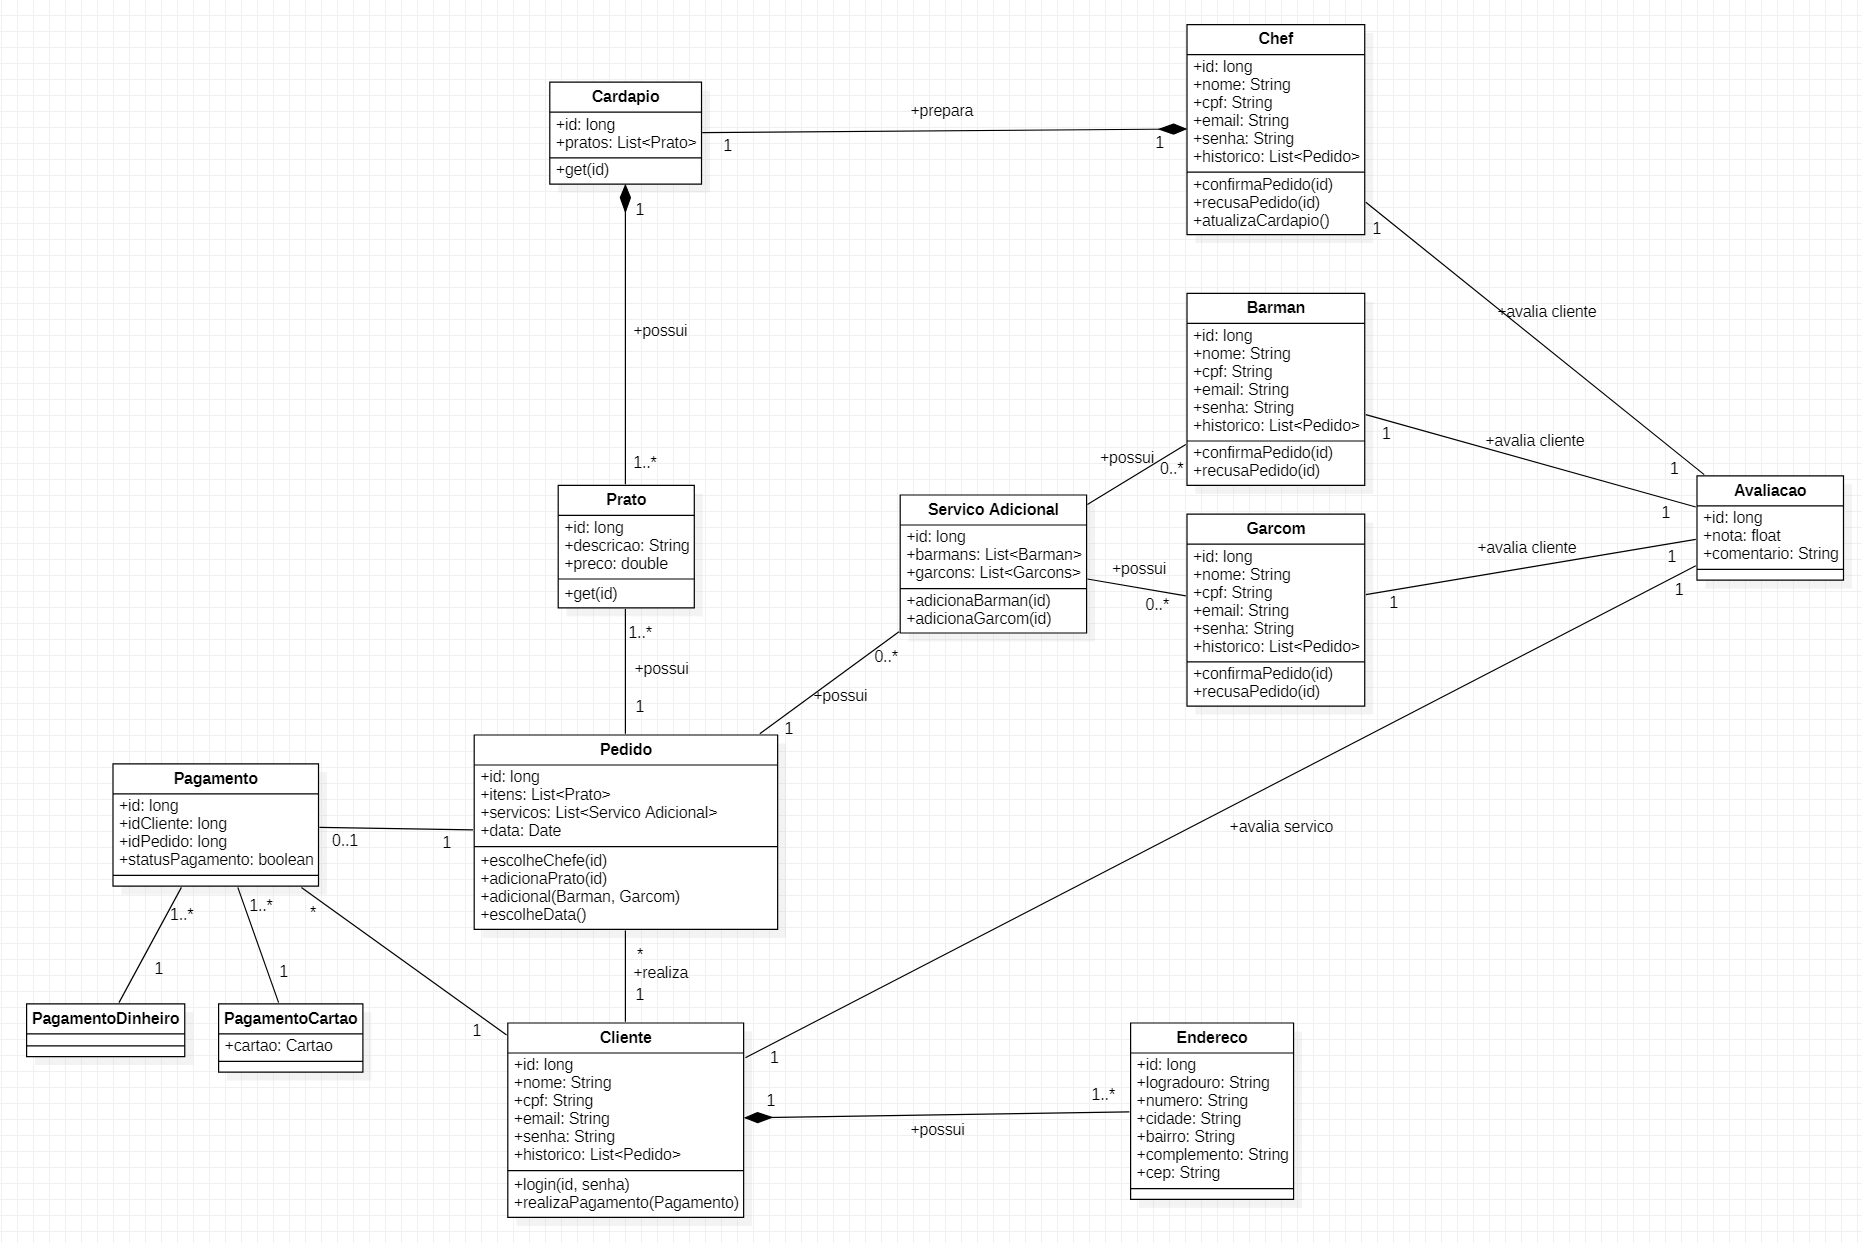 Chef
+id: long
+nome: String
+cpf: String
+email: String
+senha: String
+historico: List<Pedido>
+confirmaPedido(id)
+recusaPedido(id)
+atualizaCardapio()
1
Cardapio
+id: long
+pratos: List<Prato>
+get(id)
1
+prepara
1
1
+possui
1..*
+avalia cliente
1
Barman
+id: long
+nome: String
+cpf: String
+email: String
+senha: String
+historico: List<Pedido>
+confirmaPedido(id)
+recusaPedido(id)
1
+avalia cliente
1
Prato
+id: long
+descricao: String
+preco: double
+get(id)
1..*
+possui
1
Servico Adicional
+id: long
+barmans: List<Barman>
+garcons: List<Garcons>
+adicionaBarman(id)
+adicionaGarcom(id)
+possui
0..*
+possui
0..*
0..*
+possui
1
Garcom
+id: long
+nome: String
+cpf: String
+email: String
+senha: String
+historico: List<Pedido>
+confirmaPedido(id)
+recusaPedido(id)
1
+avalia cliente
1
Avaliacao
+id: long
+nota: float
+comentario: String
1
+avalia servico
1
Pagamento
+id: long
+idCliente: long
+idPedido: long
+statusPagamento: boolean
0..1
1
Pedido
+id: long
+itens: List<Prato>
+servicos: List<Servico Adicional>
+data: Date
+escolheChefe(id)
+adicionaPrato(id)
+adicional(Barman, Garcom)
+escolheData()
1..*
1
1..*
1
*
1
*
+realiza
1
PagamentoDinheiro
PagamentoCartao
+cartao: Cartao
Cliente
+id: long
+nome: String
+cpf: String
+email: String
+senha: String
+historico: List<Pedido>
+login(id, senha)
+realizaPagamento(Pagamento)
1
+possui
1..*
Endereco
+id: long
+logradouro: String
+numero: String
+cidade: String
+bairro: String
+complemento: String
+cep: String